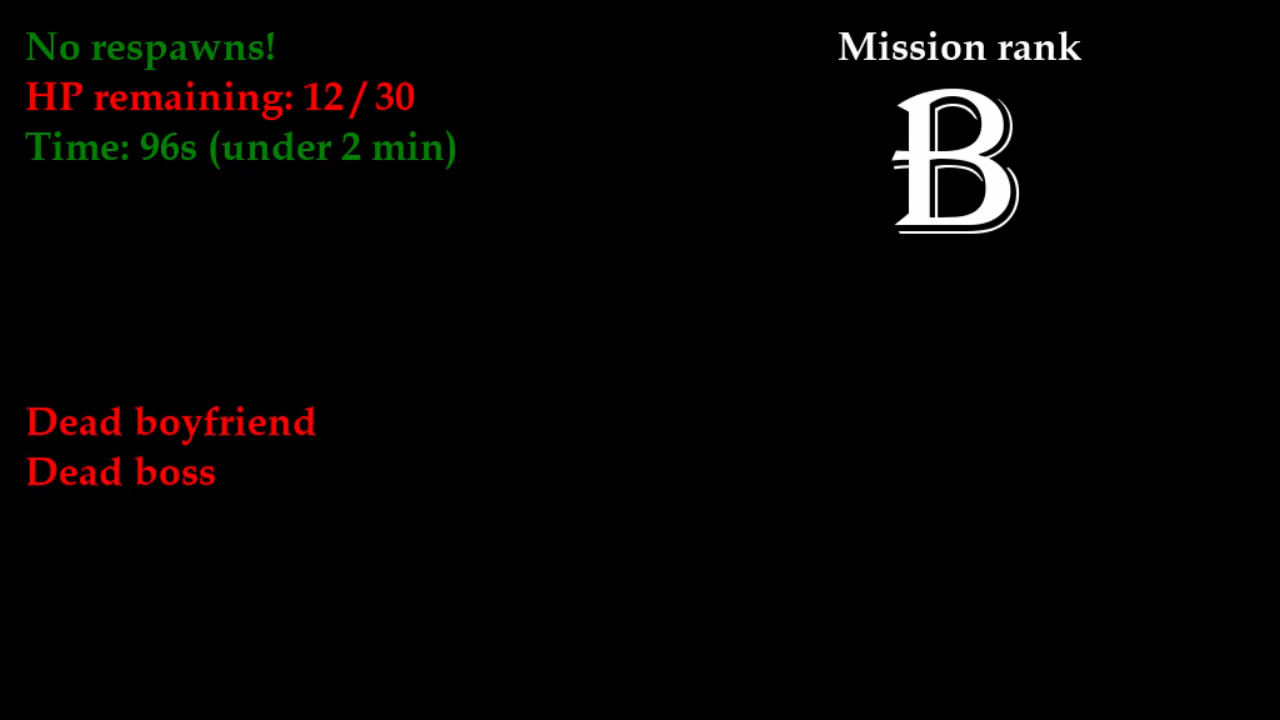 No respawns!
HP remaining: 12 / 30
Time: 96s (under 2 min)
Mission rank
B
Dead boyfriend
Dead boss